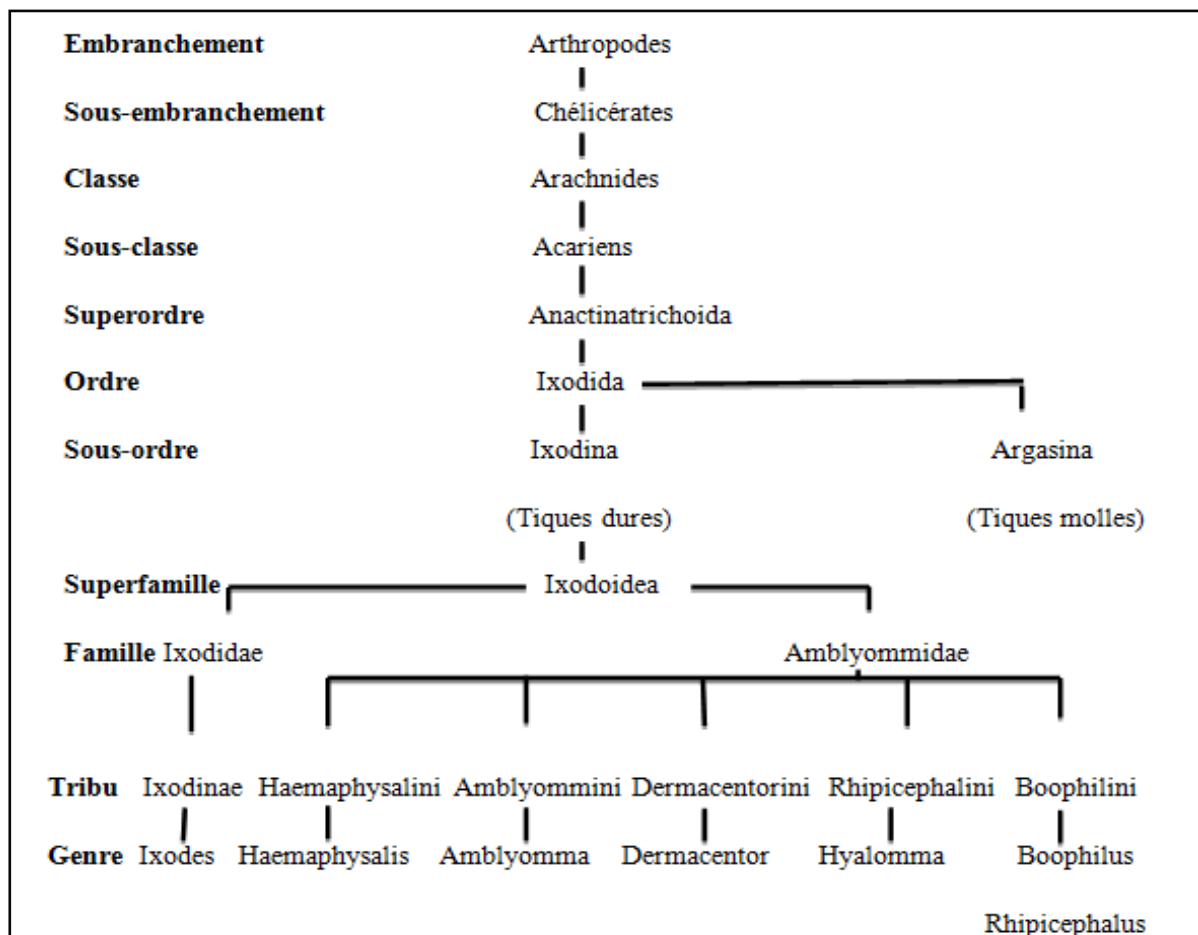 Embranchement Arthropodes
Sous-embranchement Chélicérates
Classe Arachnides
Sous-classe Acariens
Superordre Anactinatrichoida
Ordre Ixodida
Sous-ordre Ixodina Argasina
(Tiques dures) (Tiques molles)
Superfamille Ixodoidea
Famille Ixodidae Amblyommidae
Tribu Ixodinae Haemaphysalini Amblyommini Dermacentorini Rhipicephalini Boophilini
Genre Ixodes Haemaphysalis Amblyomma Dermacentor Hyalomma Boophilus
Rhipicephalus